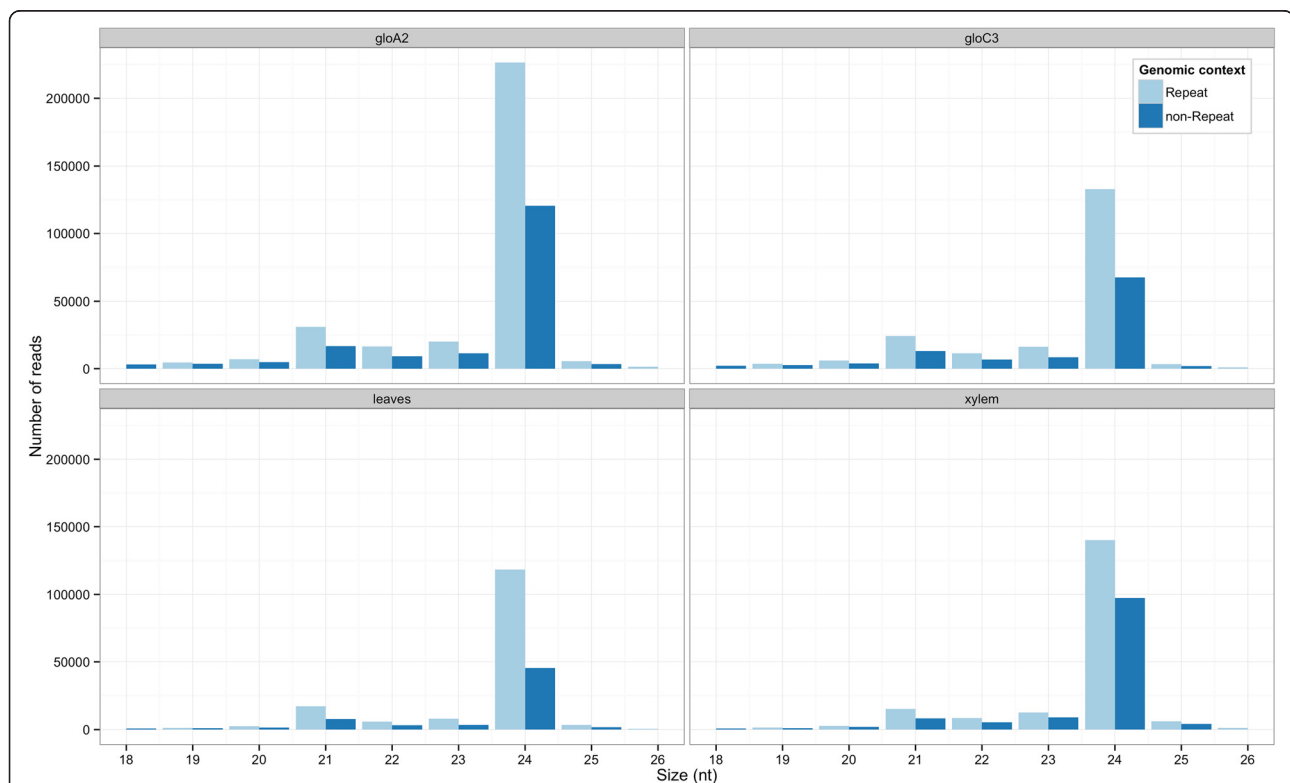 gloA2
gloC3
Genomic context
Repeat
non-Repeat
200000
150000
100000
50000
0
Number of reads
leaves
xylem
200000
150000
100000
50000
0
18 19 20 21 22 23 24 25 26
18 19 20 21 22 23 24 25 26
Size (nt)